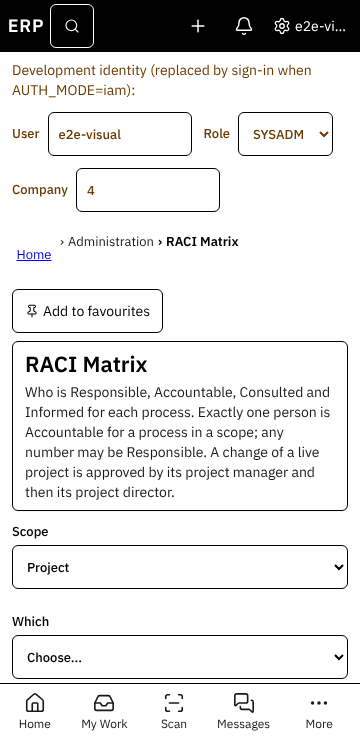 ERP e2e-vi...
Development identity (replaced by sign-in when
AUTH_MODE=iam):
User e2e-visual Role SYSADM
Company 4
Home › Administration › RACI Matrix
Add to favourites
RACI Matrix
Who is Responsible, Accountable, Consulted and
Informed for each process. Exactly one person is
Accountable for a process in a scope; any
number may be Responsible. A change of a live
project is approved by its project manager and
then its project director.
Scope
Project
Which
Choose...
Home My Work Scan Messages More